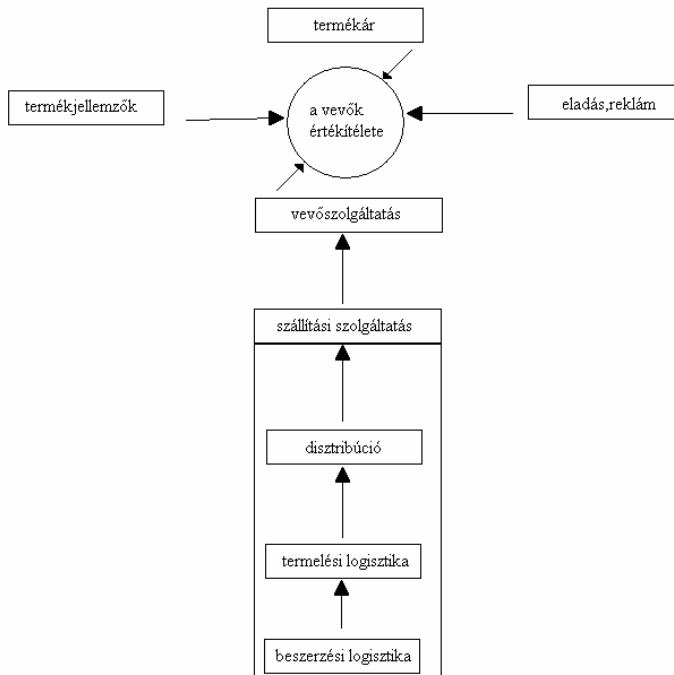 termékár
termékjellemzők
a vevők
értékítélete
eladás,reklám
vevőszolgáltatás
szállítási szolgáltatás
disztribúció
termelési logisztika
beszerzési logisztika